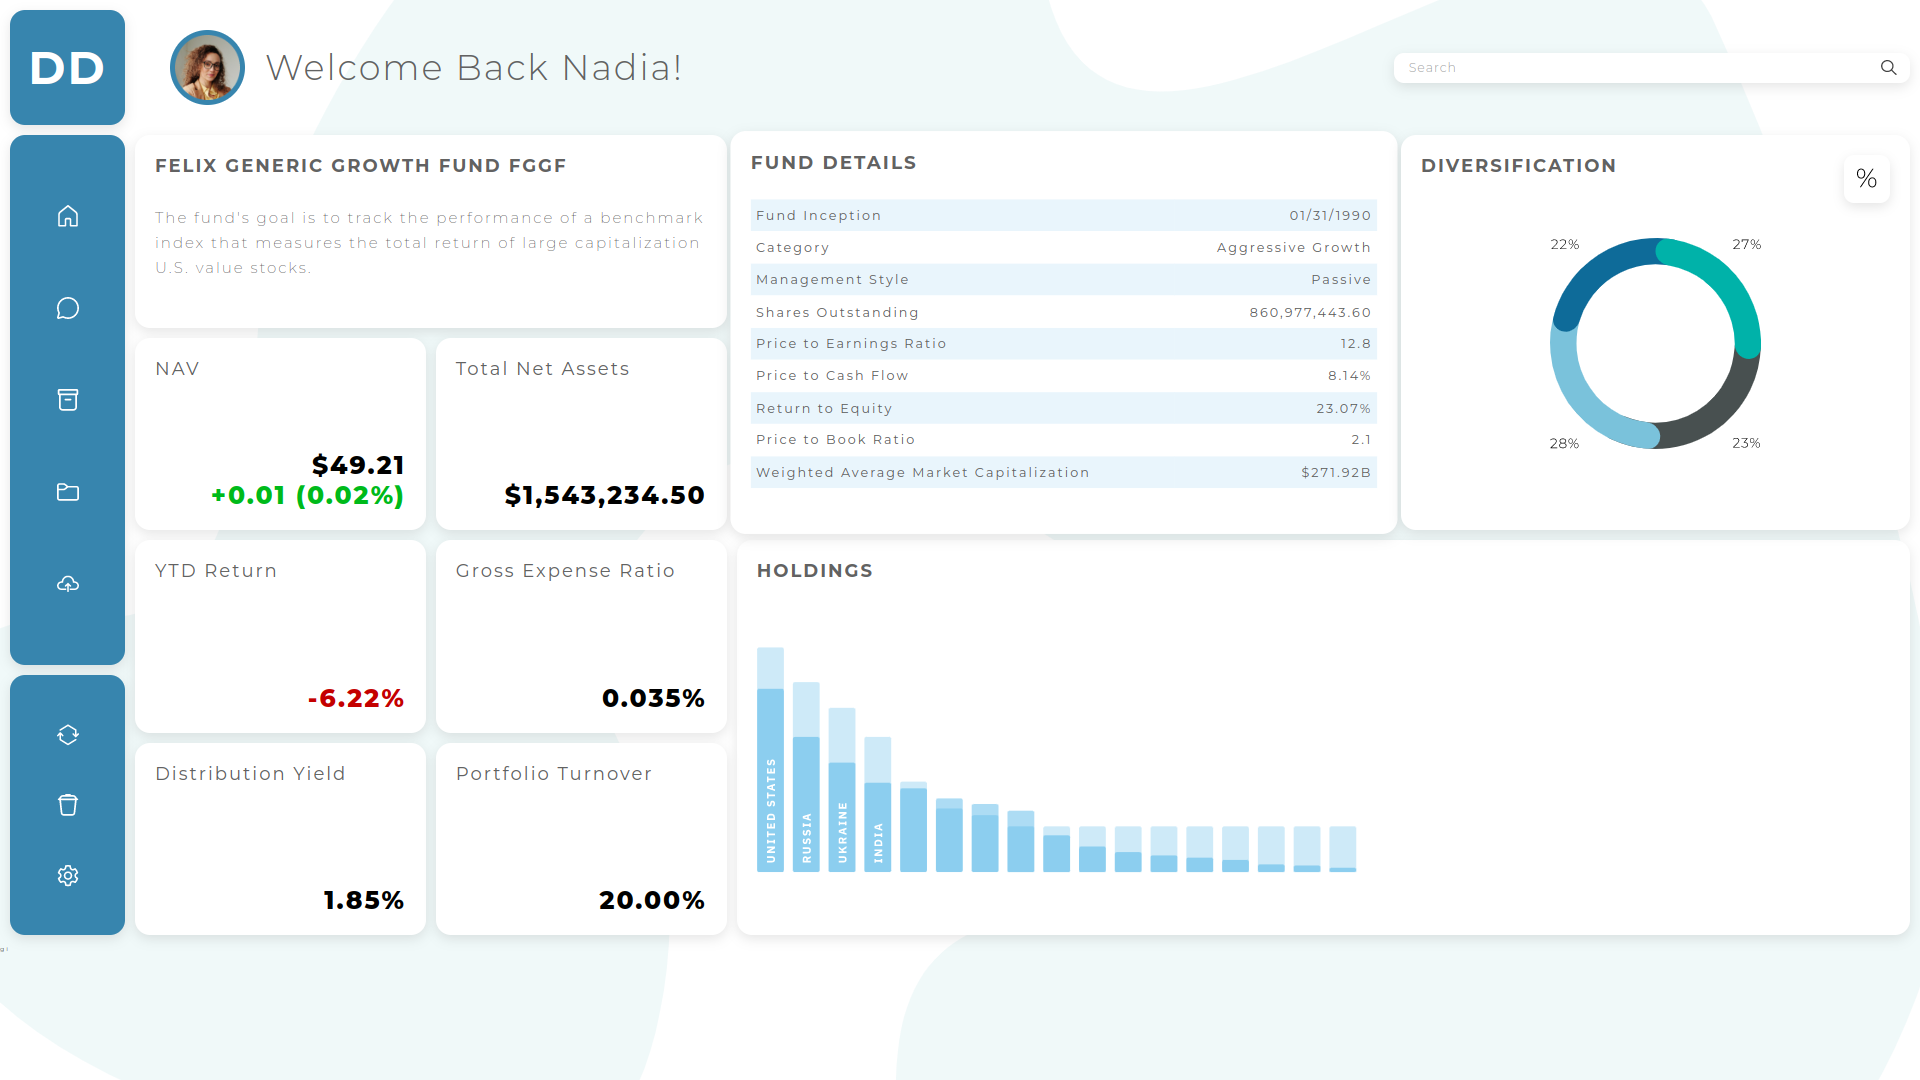 DD
Welcome Back Nadia!
Search
FELIX GENERIC GROWTH FUND FGGF
The fund's goal is to track the performance of a benchmark
index that measures the total return of large capitalization
U.S. value stocks.
NAV
$49.21
+0.01 (0.02%)
Total Net Assets
$1,543,234.50
YTD Return
-6.22%
Gross Expense Ratio
0.035%
Distribution Yield
1.85%
Portfolio Turnover
20.00%
FUND DETAILS
Fund Inception 01/31/1990
Category Aggressive Growth
Management Style Passive
Shares Outstanding 860,977,443.60
Price to Earnings Ratio 12.8
Price to Cash Flow 8.14%
Return to Equity 23.07%
Price to Book Ratio 2.1
Weighted Average Market Capitalization $271.92B
DIVERSIFICATION
%
22%
27%
28%
23%
HOLDINGS
UNITED STATES
RUSSIA
UKRAINE
INDIA